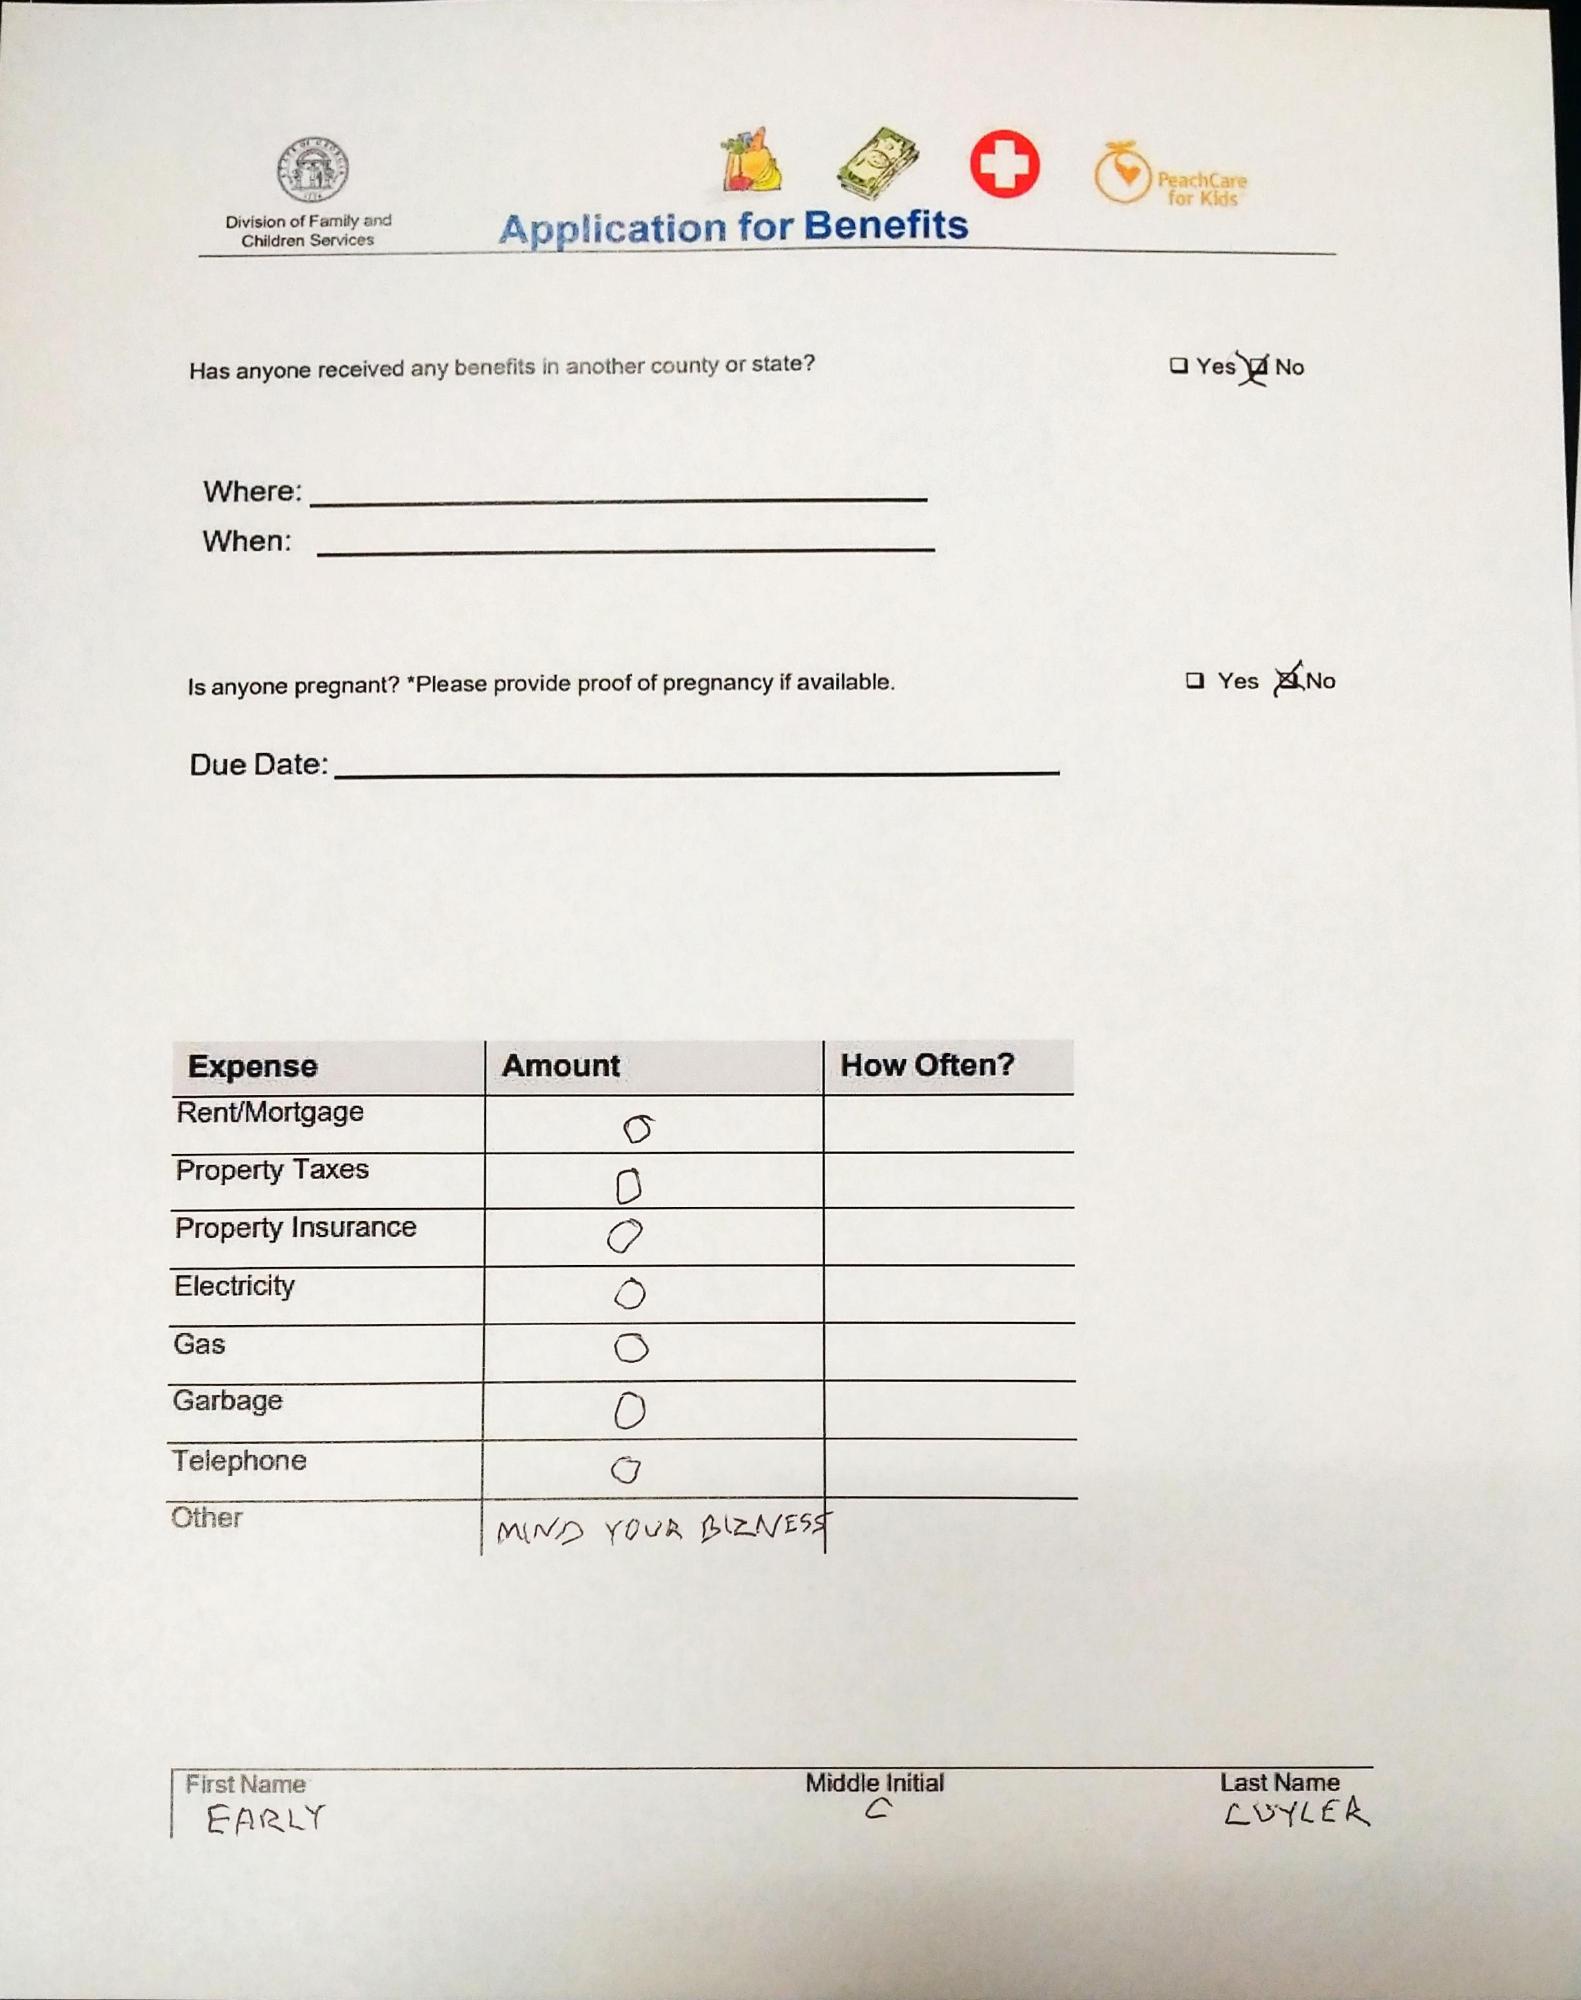 PeachCare
for Kids
Division of Family and
Children Services
Application for Benefits
Has anyone received any benefits in another county or state? ❑ Yes ☒ No
Where:
When:
Is anyone pregnant? *Please provide proof of pregnancy if available. ❑ Yes ☒ No
Due Date:
Expense Amount How Often?
Rent/Mortgage 0
Property Taxes 0
Property Insurance 0
Electricity 0
Gas 0
Garbage 0
Telephone 0
Other MIND YOUR BIZNESS
First Name Middle Initial Last Name
EARLY C CUYLER